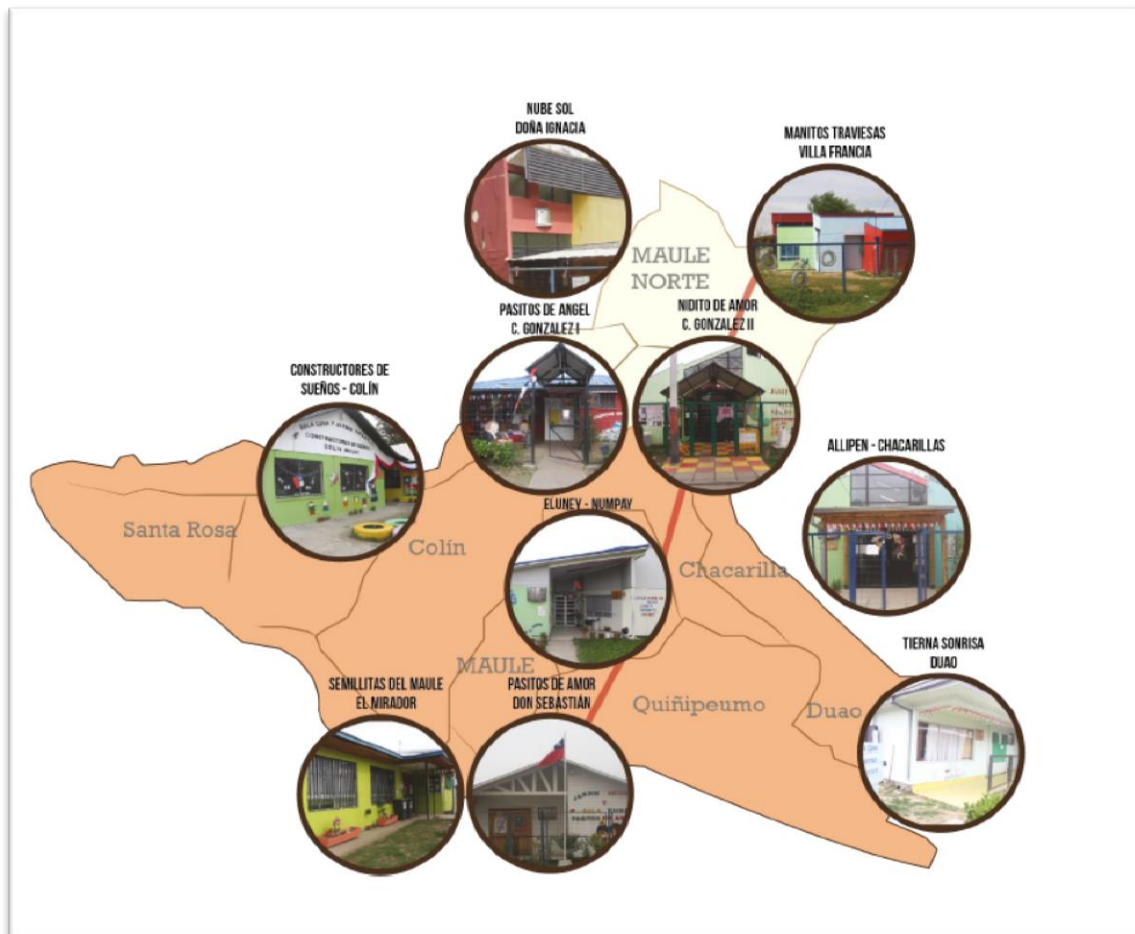 NUBE SOL
DOÑA IGNACIA
MANITOS TRAVIESAS
VILLA FRANCIA
MAULE
NORTE
PASITOS DE ANGEL
C. GONZALEZ I
NIDITO DE AMOR
C. GONZALEZ II
CONSTRUCTORES DE
SUEÑOS - COLÍN
ALLIPEN - CHACARILLAS
ELUNEY - NUMPAY
Santa Rosa
Colín
Chacarilla
TIERNA SONRISA
DUAO
MAULE
SEMILLITAS DEL MAULE
EL MIRADOR
PASITOS DE AMOR
DON SEBASTIÁN
Quiñipeumo
Duao